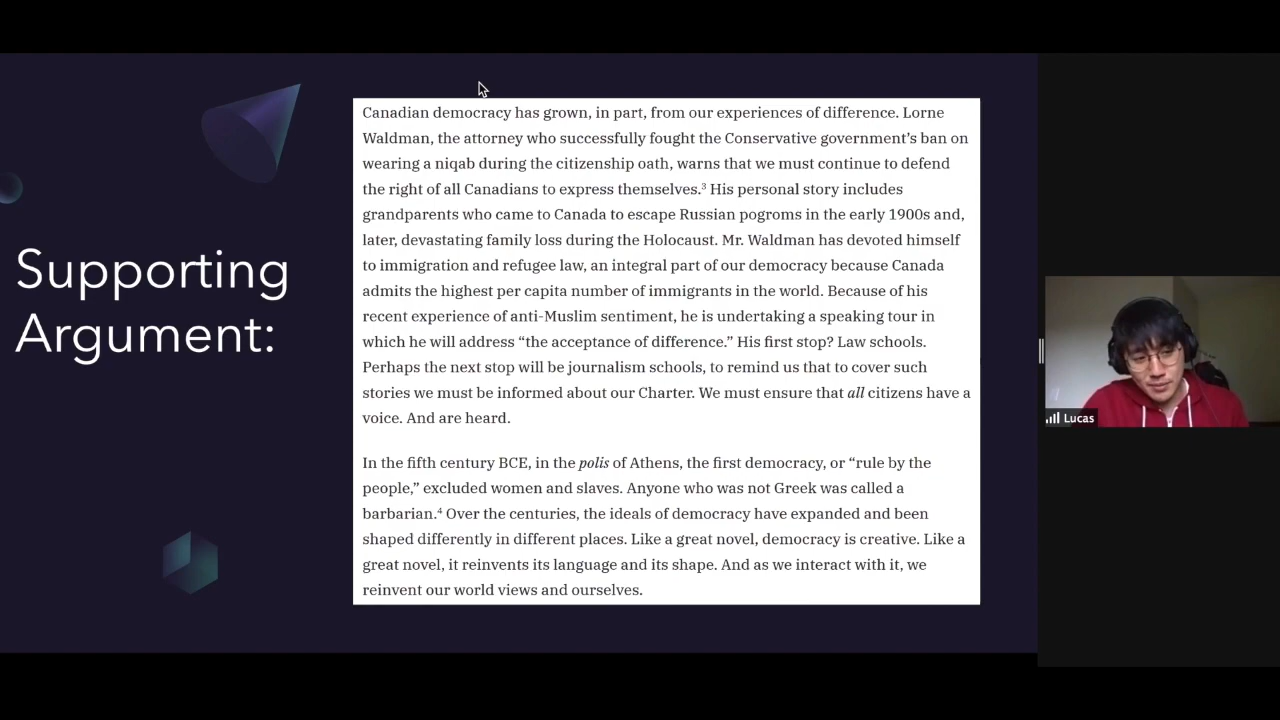 Supporting
Argument:
Canadian democracy has grown, in part, from our experiences of difference. Lorne
Waldman, the attorney who successfully fought the Conservative government’s ban on
wearing a niqab during the citizenship oath, warns that we must continue to defend
the right of all Canadians to express themselves.³ His personal story includes
grandparents who came to Canada to escape Russian pogroms in the early 1900s and,
later, devastating family loss during the Holocaust. Mr. Waldman has devoted himself
to immigration and refugee law, an integral part of our democracy because Canada
admits the highest per capita number of immigrants in the world. Because of his
recent experience of anti-Muslim sentiment, he is undertaking a speaking tour in
which he will address “the acceptance of difference.” His first stop? Law schools.
Perhaps the next stop will be journalism schools, to remind us that to cover such
stories we must be informed about our Charter. We must ensure that all citizens have a
voice. And are heard.
In the fifth century BCE, in the polis of Athens, the first democracy, or “rule by the
people,” excluded women and slaves. Anyone who was not Greek was called a
barbarian.⁴ Over the centuries, the ideals of democracy have expanded and been
shaped differently in different places. Like a great novel, democracy is creative. Like a
great novel, it reinvents its language and its shape. And as we interact with it, we
reinvent our world views and ourselves.
Lucas